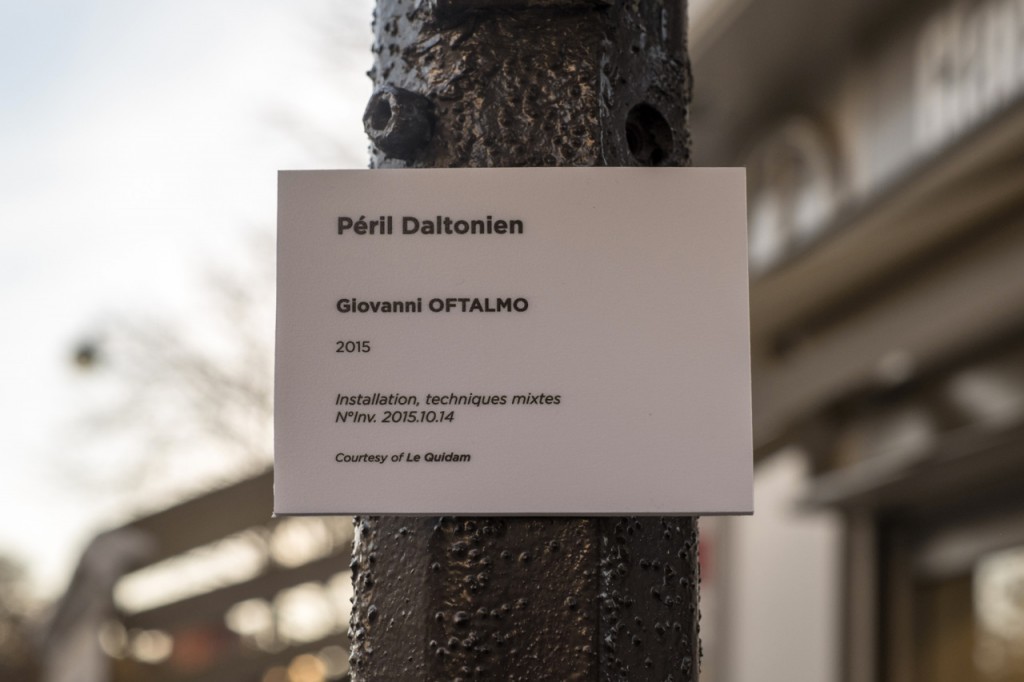 Péril Daltonien
Giovanni OFTALMO
2015
Installation, techniques mixtes
N°Inv. 2015.10.14
Courtesy of Le Quidam